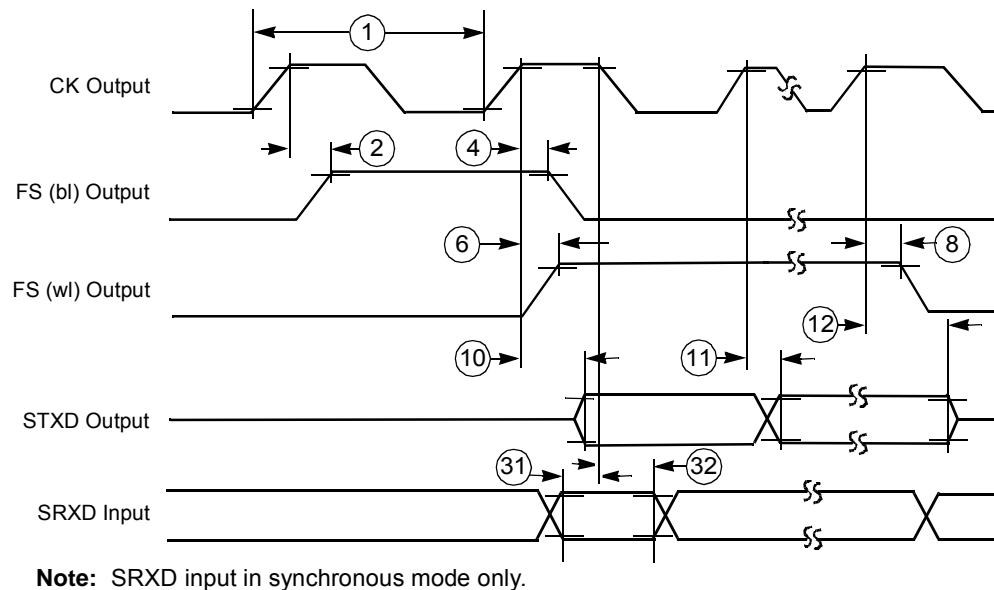 1
CK Output
2
4
FS (bl) Output
6
8
FS (wl) Output
12
10
11
STXD Output
31
32
SRXD Input
Note: SRXD input in synchronous mode only.